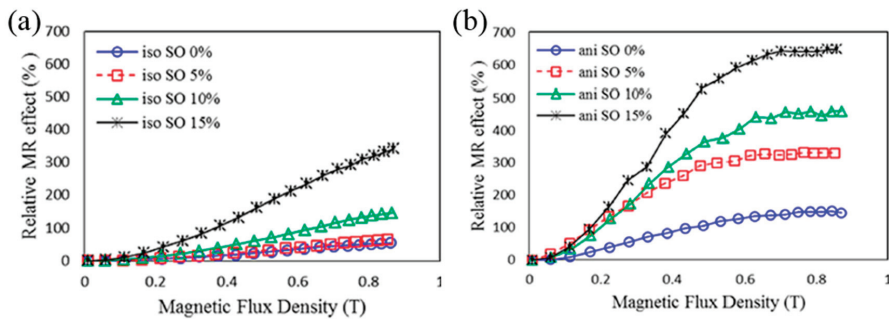 (a)
Relative MR effect (%)
700
600
500
400
300
200
100
0
iso SO 0%
iso SO 5%
iso SO 10%
iso SO 15%
0 0.2 0.4 0.6 0.8 1
Magnetic Flux Density (T)
(b)
Relative MR effect (%)
700
600
500
400
300
200
100
0
ani SO 0%
ani SO 5%
ani SO 10%
ani SO 15%
0 0.2 0.4 0.6 0.8 1
Magnetic Flux Density (T)